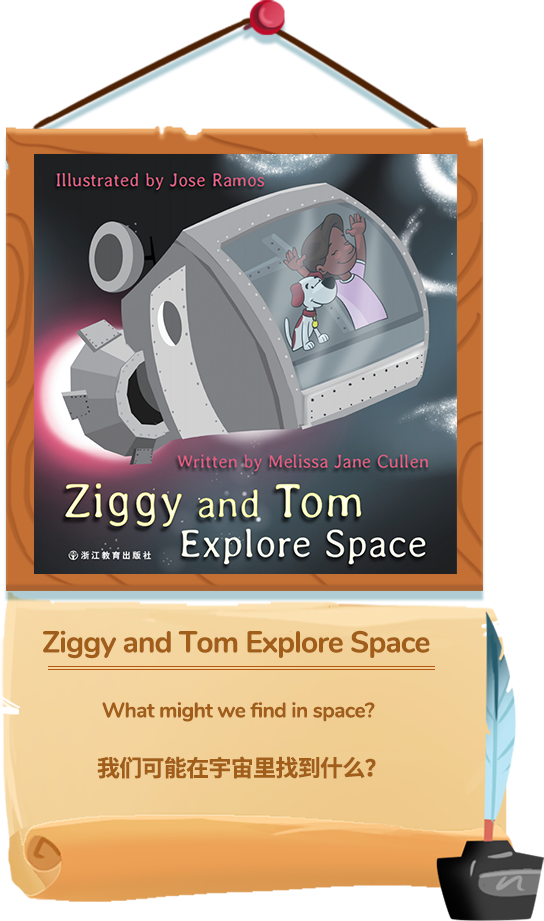 Illustrated by Jose Ramos
Written by Melissa Jane Cullen
Ziggy and Tom
Explore Space
浙江教育出版社
Ziggy and Tom Explore Space
What might we find in space?
我们可能在宇宙里找到什么？